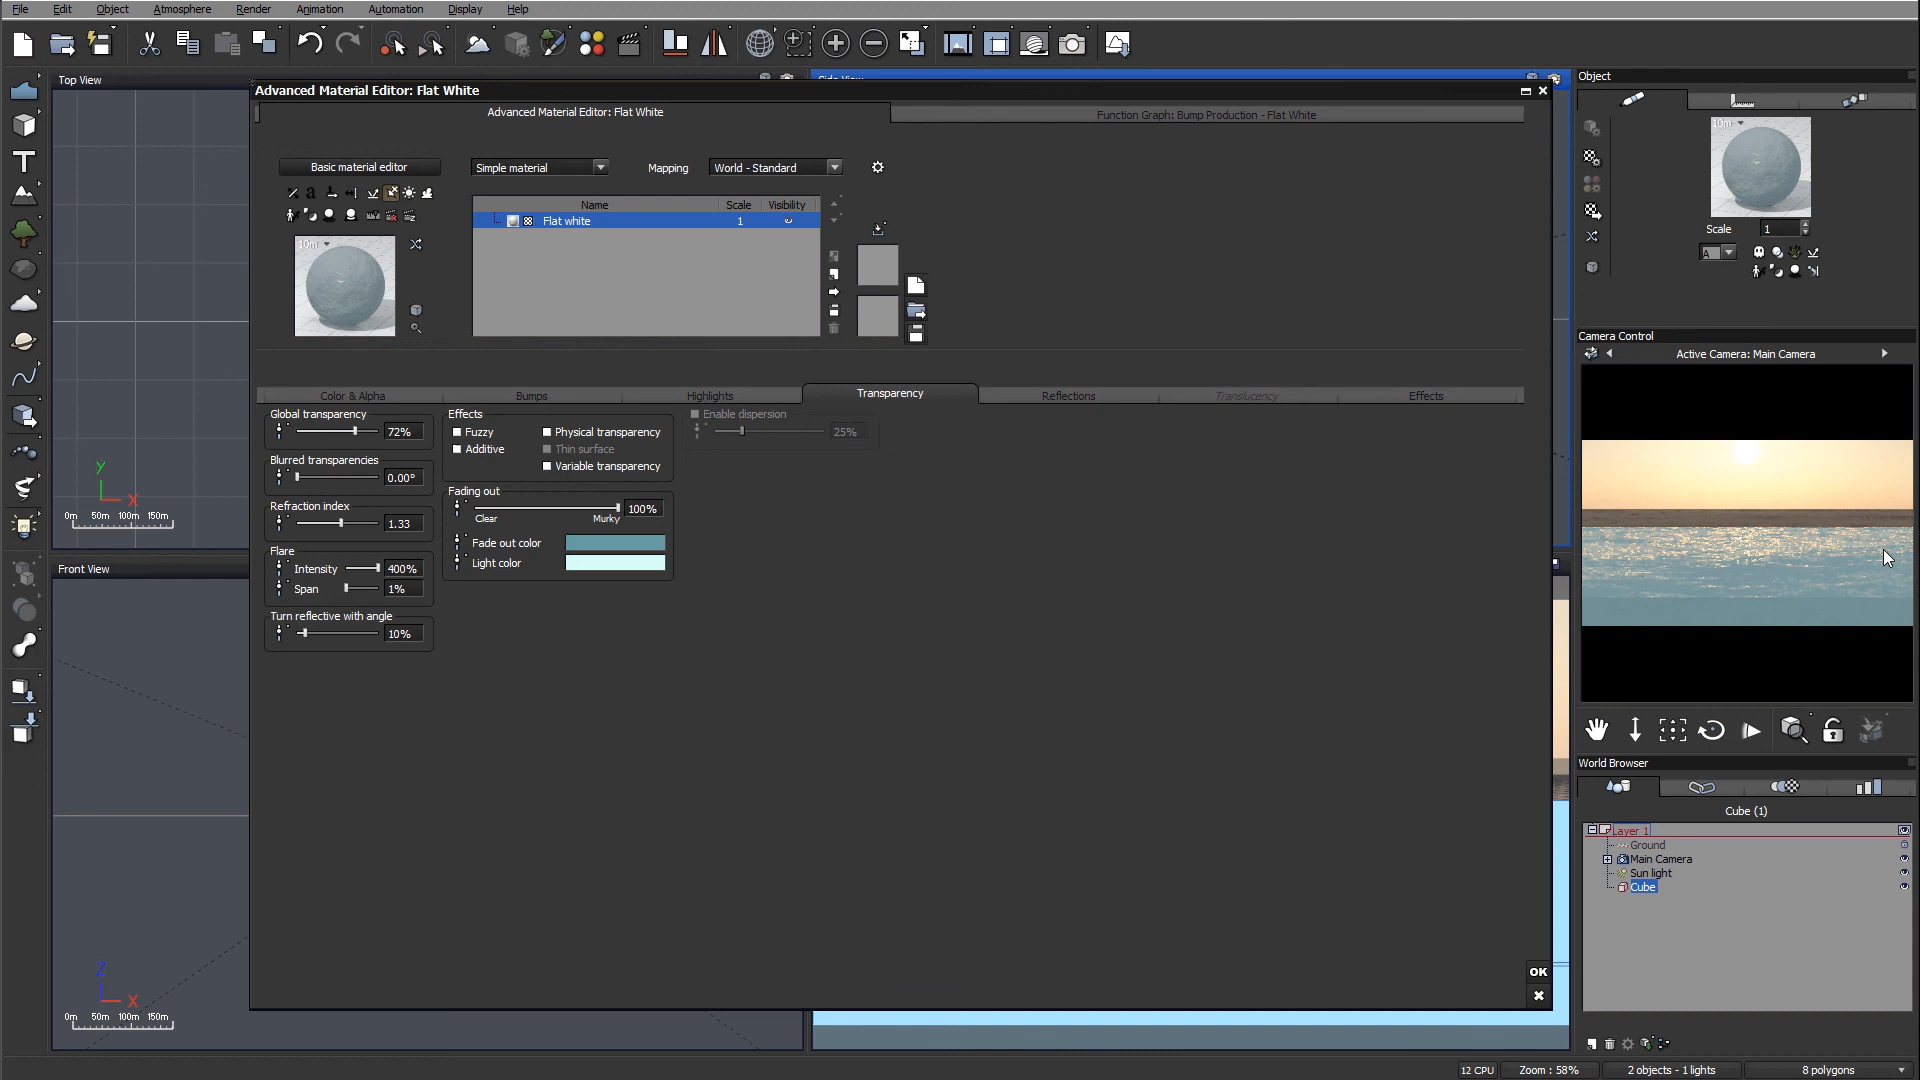 File Edit Object Atmosphere Render Animation Automation Display Help
Top View
Advanced Material Editor: Flat White
Advanced Material Editor: Flat White
Function Graph: Bump Production - Flat White
Basic material editor
Simple material
Mapping
World - Standard
Name Scale Visibility
Flat white 1
10m
Color & Alpha Bumps Highlights Transparency Reflections Translucency Effects
Global transparency
72%
Blurred transparencies
0.00°
Refraction index
1.33
Flare
Intensity 400%
Span 1%
Turn reflective with angle
10%
Effects
Fuzzy Physical transparency
Additive Thin surface
Variable transparency
Fading out
100%
Clear Murky
Fade out color
Light color
Enable dispersion
25%
OK
Y
X
0m 50m 100m 150m
Front View
Z
X
0m 50m 100m 150m
Object
10m
Scale 1
A
Camera Control
Active Camera: Main Camera
World Browser
Cube (1)
Layer 1
Ground
Main Camera
Sun light
Cube
12 CPU Zoom : 58% 2 objects - 1 lights 8 polygons